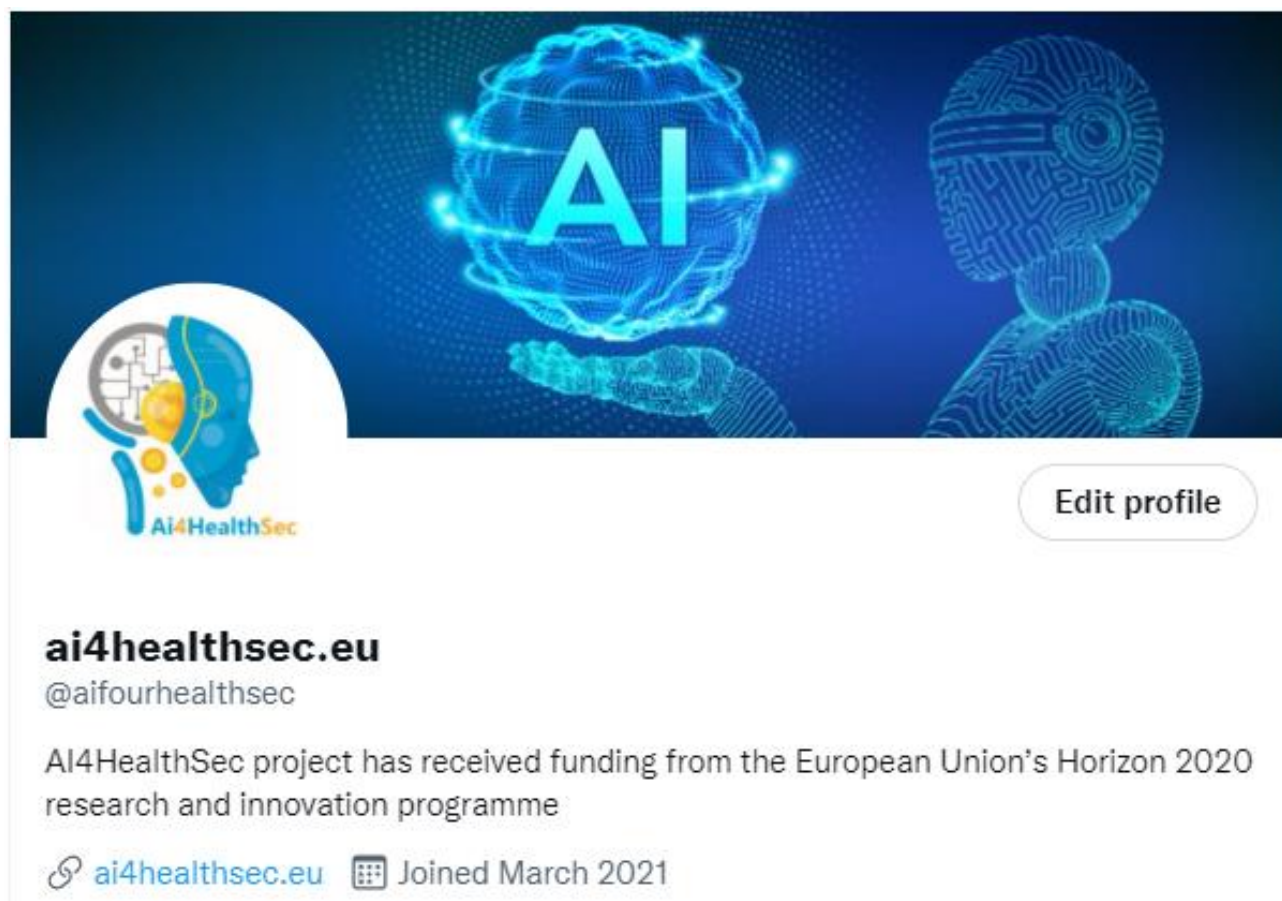 AI
Ai4HealthSec
Edit profile
ai4healthsec.eu
@aifourhealthsec
AI4HealthSec project has received funding from the European Union’s Horizon 2020
research and innovation programme
ai4healthsec.eu Joined March 2021